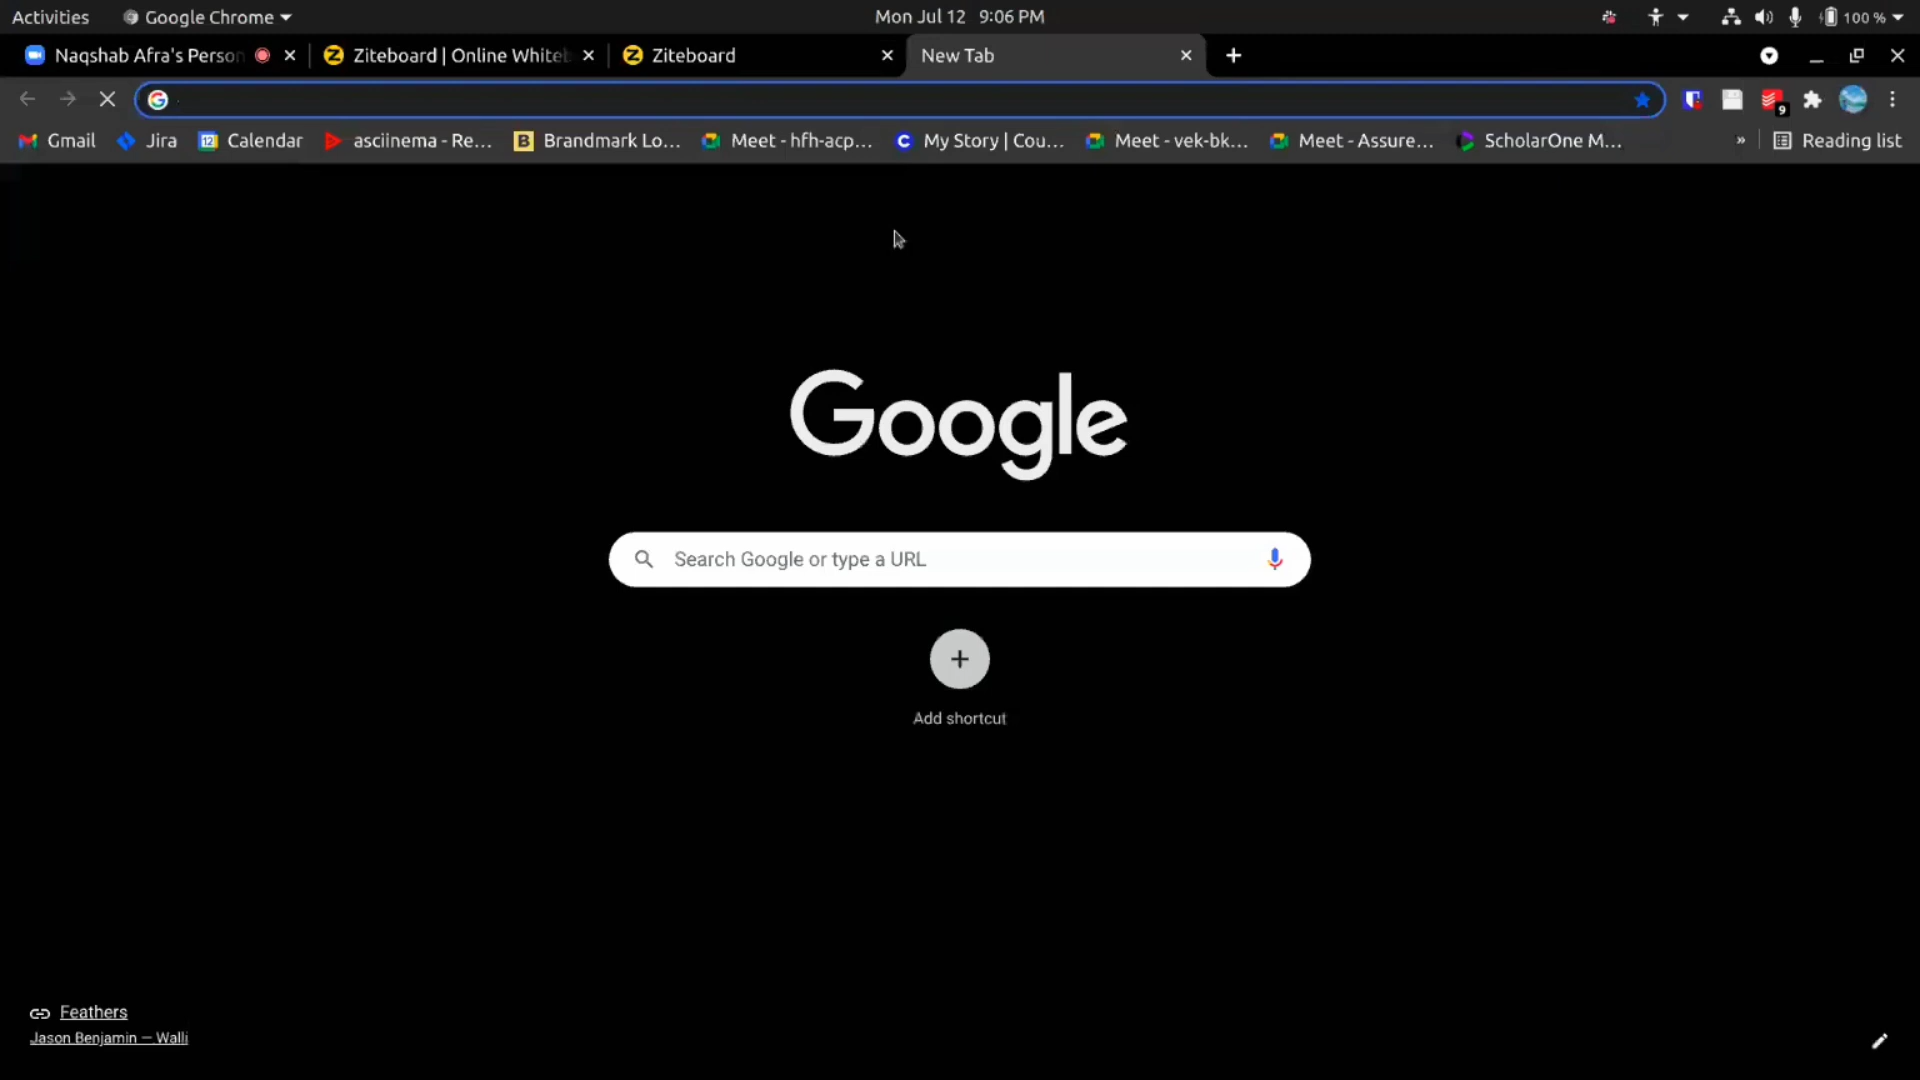 Activities Google Chrome Mon Jul 12 9:06 PM 100 %
Naqshab Afra's Person Ziteboard | Online Whiteb Ziteboard New Tab
9
Gmail Jira 12 Calendar asciinema - Re... B Brandmark Lo... Meet - hfh-acp... C My Story | Cou... Meet - vek-bk... Meet - Assure... ScholarOne M... » Reading list
Google
Search Google or type a URL
Add shortcut
Feathers
Jason Benjamin — Walli